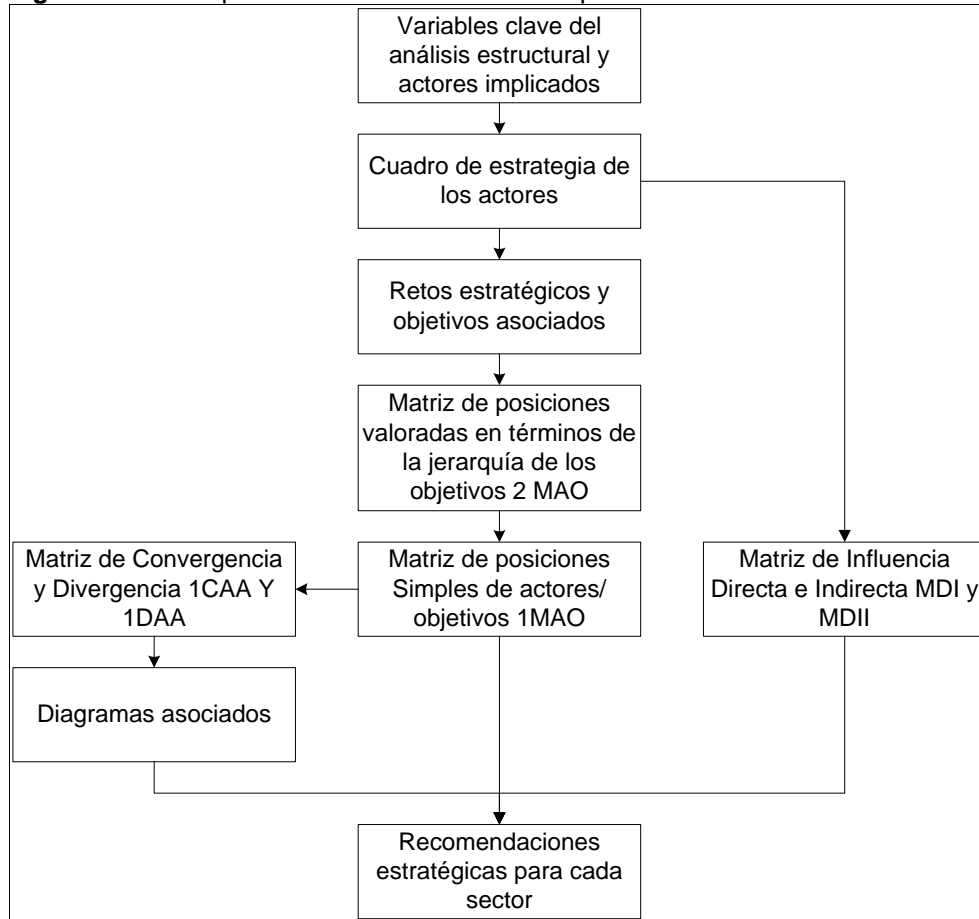 Variables clave del
análisis estructural y
actores implicados
Cuadro de estrategia de
los actores
Retos estratégicos y
objetivos asociados
Matriz de posiciones
valoradas en términos de
la jerarquía de los
objetivos 2 MAO
Matriz de Convergencia
y Divergencia 1CAA Y
1DAA
Matriz de posiciones
Simples de actores/
objetivos 1MAO
Matriz de Influencia
Directa e Indirecta MDI y
MDII
Diagramas asociados
Recomendaciones
estratégicas para cada
sector